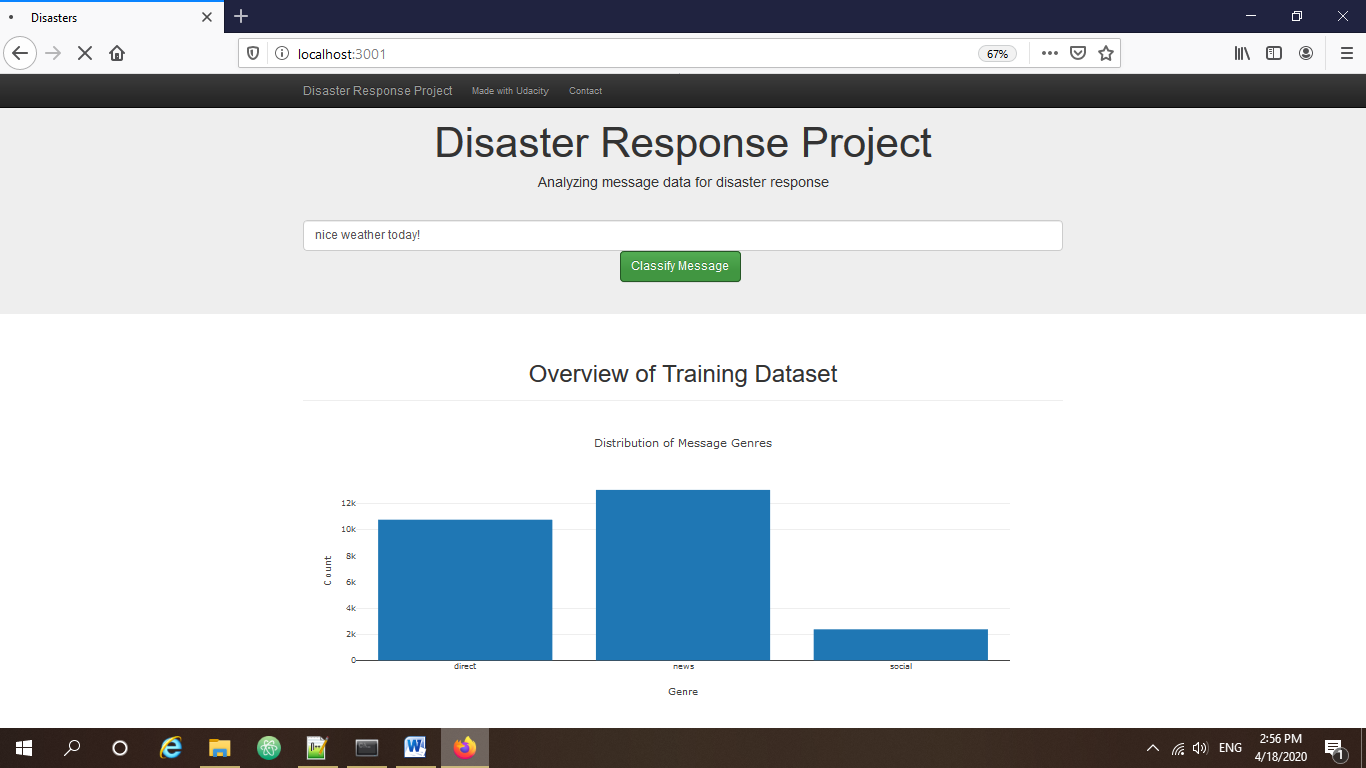 Disasters
localhost:3001
67%
Disaster Response Project Made with Udacity Contact
Disaster Response Project
Analyzing message data for disaster response
nice weather today!
Classify Message
Overview of Training Dataset
Distribution of Message Genres
12k
10k
8k
6k
4k
2k
0
Count
direct news social
Genre
ENG
2:56 PM
4/18/2020
1